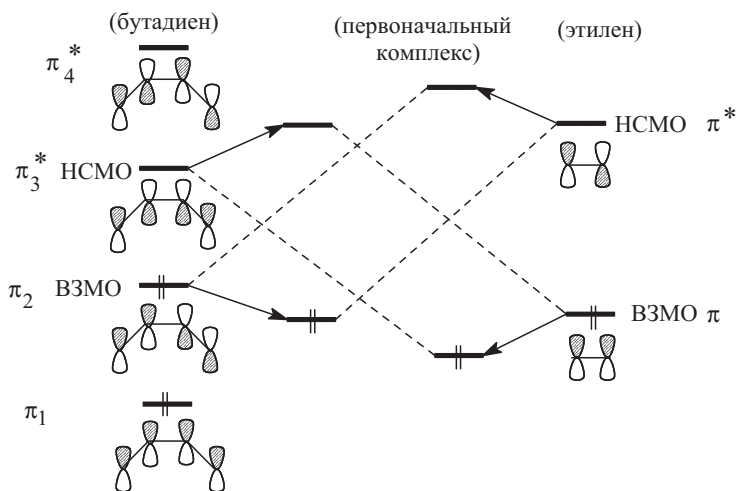 (бутадиен)
(первоначальный
комплекс)
(этилен)
π4*
НСМО π*
π3* НСМО
π2 ВЗМО
ВЗМО π
π1